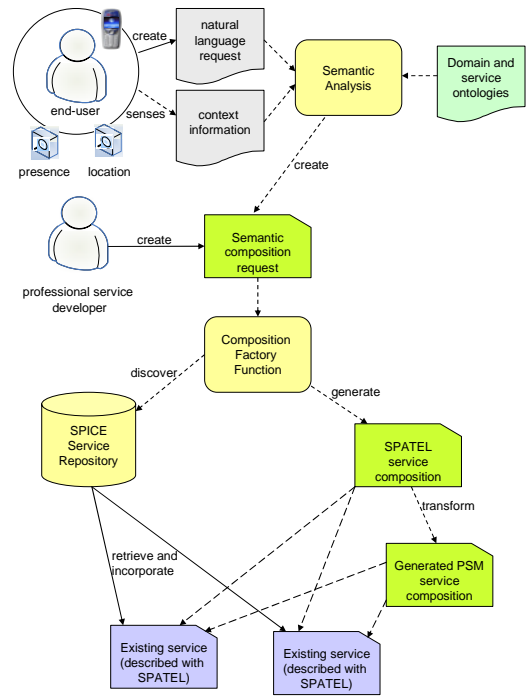 create
natural
language
request
Semantic
Analysis
Domain and
service
ontologies
end-user
senses
context
information
presence
location
create
create
Semantic
composition
request
professional service
developer
Composition
Factory
Function
discover
generate
SPICE
Service
Repository
SPATEL
service
composition
transform
retrieve and
incorporate
Generated PSM
service
composition
Existing service
(described with
SPATEL)
Existing service
(described with
SPATEL)